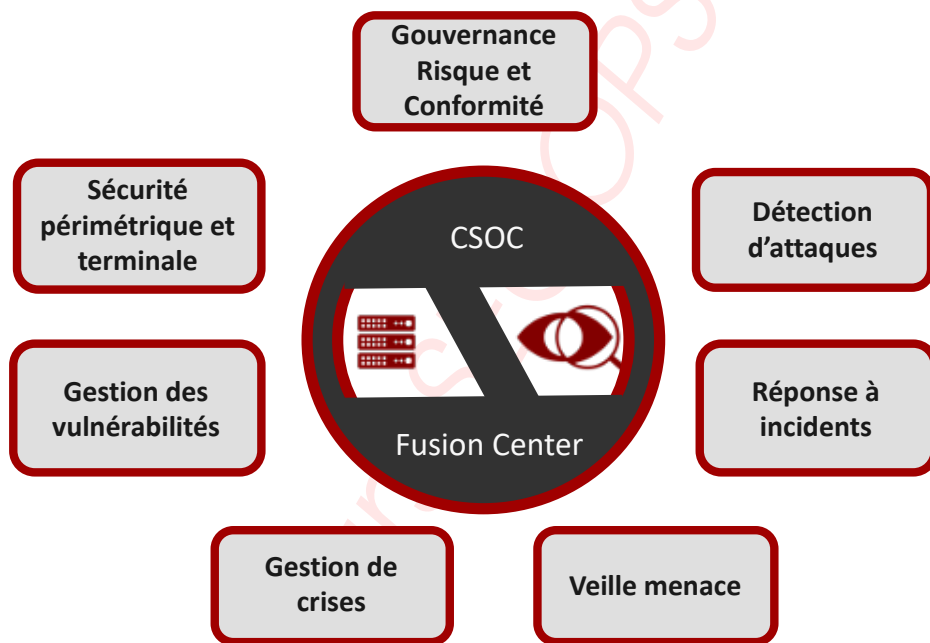 Gouvernance
Risque et
Conformité
Sécurité
périmétrique et
terminale
CSOC
Détection
d’attaques
Gestion des
vulnérabilités
Réponse à
incidents
Fusion Center
Gestion de
crises
Veille menace